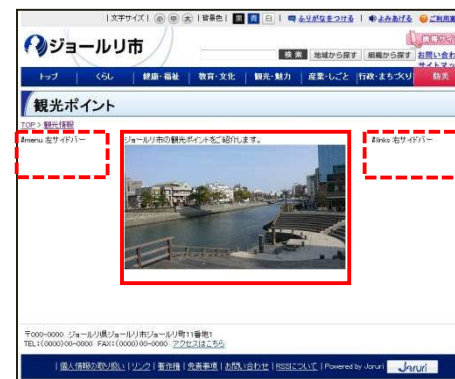 |文字サイズ| 小 中 大 |背景色| 黒 青 白 | ふりがなをつける | よみあげる
ジョールリ市
検索 地域から探す 組織から探す お問い合わ
サイトマッ
トップ くらし 健康・福祉 教育・文化 観光・魅力 産業・しごと 行政・まちづくり 防災
観光ポイント
TOP> 観光情報
#menu 左サイドバー
ジョールリ市の観光ポイントをご紹介します。
#links 右サイドバー
〒000-0000 ジョールリ県ジョールリ市ジョールリ町11番地1
TEL:(0000)00-0000 FAX:(0000)00-0000 アクセスはこちら
| 個人情報の取り扱い | リンク | 著作権 | 免責事項 | お問い合わせ | RSSについて | Powered by Joruri
Joruri